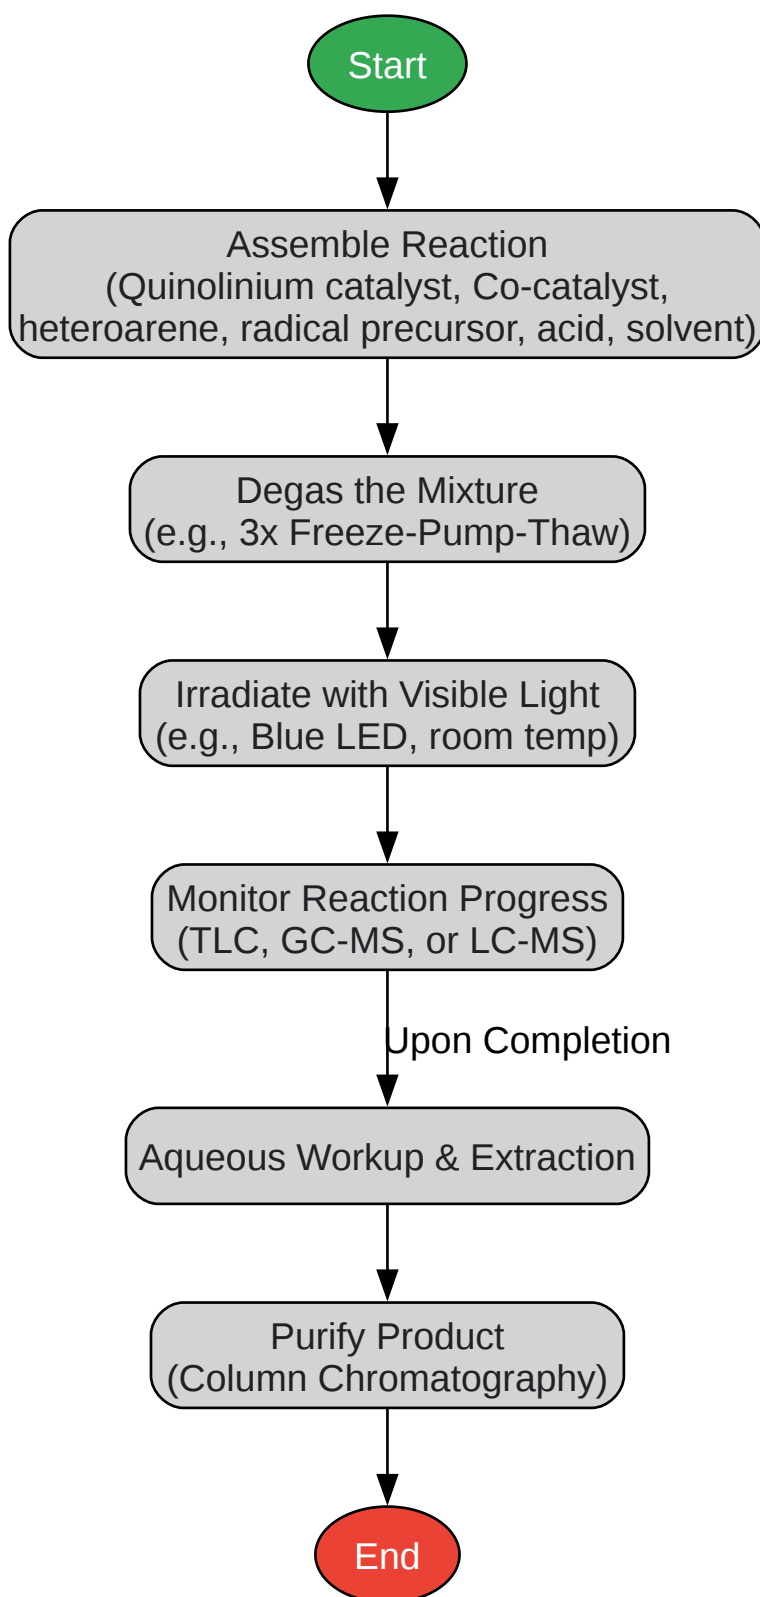 Start
Assemble Reaction
(Quinolinium catalyst, Co-catalyst,
heteroarene, radical precursor, acid, solvent)
Degas the Mixture
(e.g., 3x Freeze-Pump-Thaw)
Irradiate with Visible Light
(e.g., Blue LED, room temp)
Monitor Reaction Progress
(TLC, GC-MS, or LC-MS)
Upon Completion
Aqueous Workup & Extraction
Purify Product
(Column Chromatography)
End